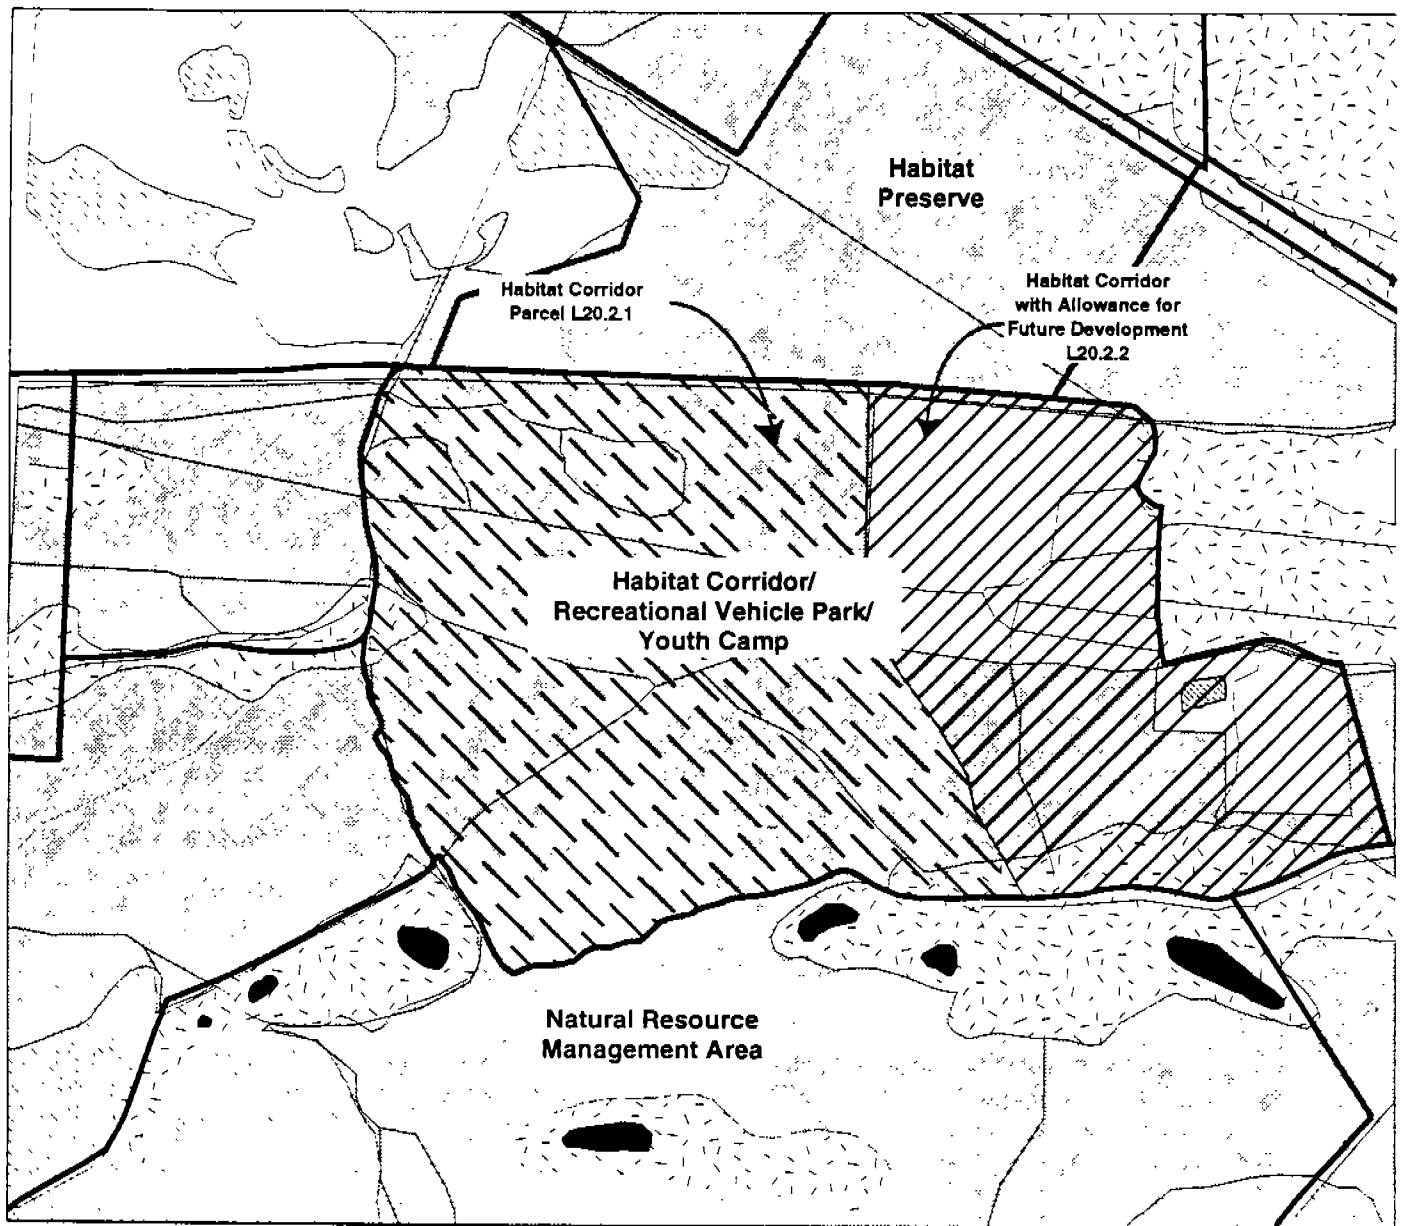 Habitat
Preserve
Habitat Corridor
Parcel L20.2.1
Habitat Corridor
with Allowance for
Future Development
L20.2.2
Habitat Corridor/
Recreational Vehicle Park/
Youth Camp
Natural Resource
Management Area